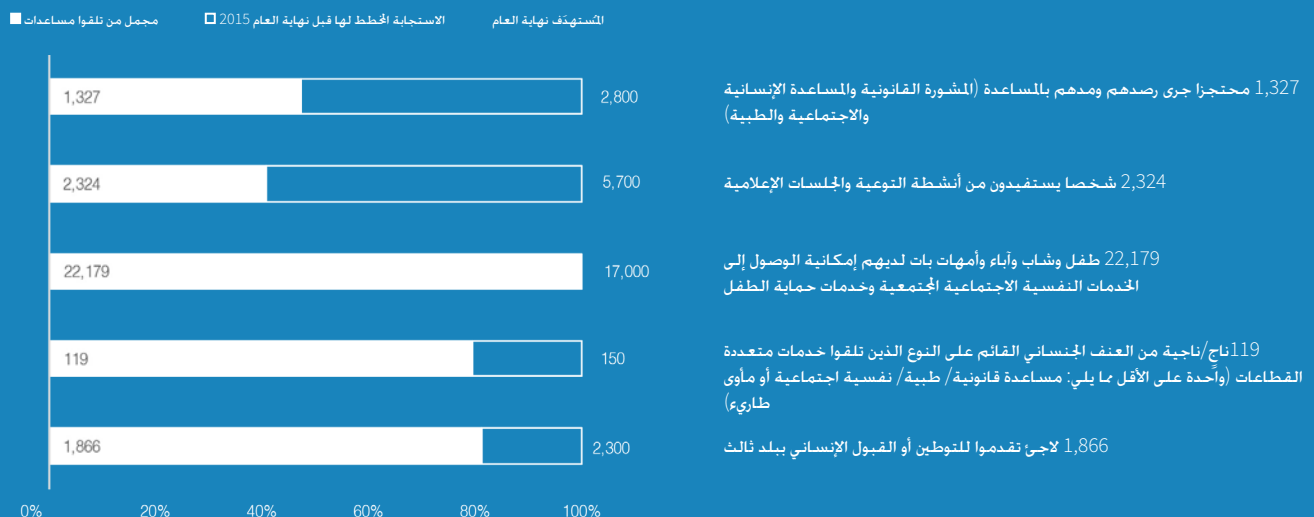 المستهدَف نهاية العام
الاستجابة المخطط لها قبل نهاية العام 2015
مجمل من تلقوا مساعدات
1,327 محتجزا جرى رصدهم ومدهم بالمساعدة (المشورة القانونية والمساعدة الإنسانية
والاجتماعية والطبية)
2,800
1,327
2,324 شخصا يستفيدون من أنشطة التوعية والجلسات الإعلامية
5,700
2,324
22,179 طفل وشاب وآباء وأمهات بات لديهم إمكانية الوصول إلى
الخدمات النفسية الاجتماعية المجتمعية وخدمات حماية الطفل
17,000
22,179
119ناجٍ/ناجية من العنف الجنساني القائم على النوع الذين تلقوا خدمات متعددة
القطاعات (واحدة على الأقل مما يلي: مساعدة قانونية/ طبية/ نفسية اجتماعية أو مأوى
طاريء)
150
119
1,866 لاجئ تقدموا للتوطين أو القبول الإنساني ببلد ثالث
2,300
1,866
0% 20% 40% 60% 80% 100%